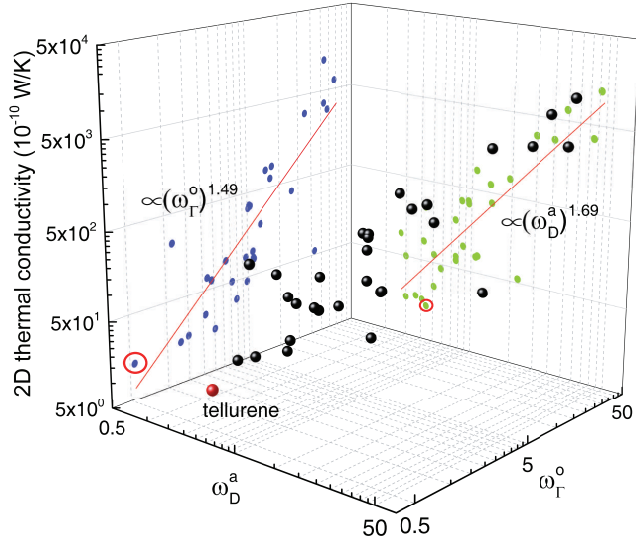 2D thermal conductivity (10⁻¹⁰ W/K)
5x10⁴
5x10³
5x10²
5x10¹
5x10⁰
∝(ω_Γ^o)^1.49
∝(ω_D^a)^1.69
tellurene
0.5
5
50
ω_D^a
0.5
5
50
ω_Γ^o